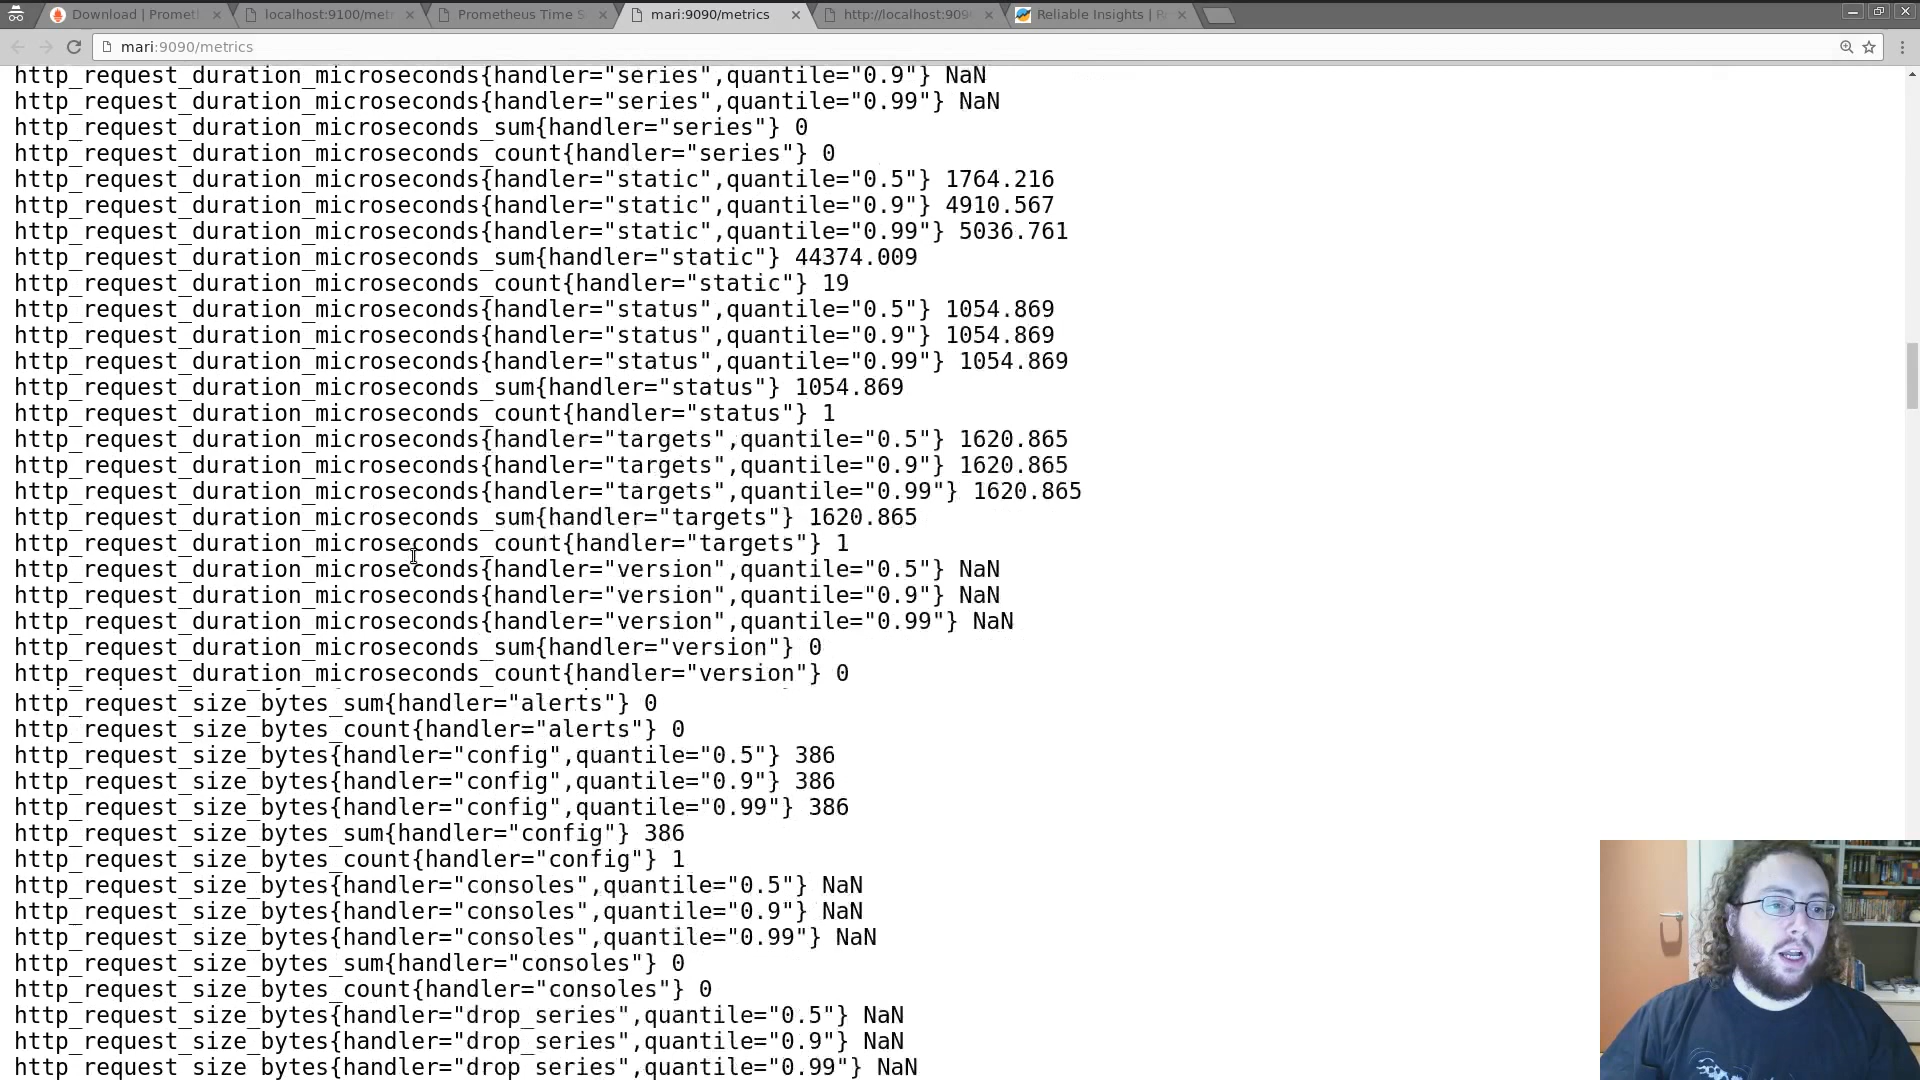 Download | Promet
localhost:9100/met
Prometheus Time S
mari:9090/metrics
http://localhost:909
Reliable Insights | R
mari:9090/metrics
http_request_duration_microseconds{handler="series",quantile="0.9"} NaN
http_request_duration_microseconds{handler="series",quantile="0.99"} NaN
http_request_duration_microseconds_sum{handler="series"} 0
http_request_duration_microseconds_count{handler="series"} 0
http_request_duration_microseconds{handler="static",quantile="0.5"} 1764.216
http_request_duration_microseconds{handler="static",quantile="0.9"} 4910.567
http_request_duration_microseconds{handler="static",quantile="0.99"} 5036.761
http_request_duration_microseconds_sum{handler="static"} 44374.009
http_request_duration_microseconds_count{handler="static"} 19
http_request_duration_microseconds{handler="status",quantile="0.5"} 1054.869
http_request_duration_microseconds{handler="status",quantile="0.9"} 1054.869
http_request_duration_microseconds{handler="status",quantile="0.99"} 1054.869
http_request_duration_microseconds_sum{handler="status"} 1054.869
http_request_duration_microseconds_count{handler="status"} 1
http_request_duration_microseconds{handler="targets",quantile="0.5"} 1620.865
http_request_duration_microseconds{handler="targets",quantile="0.9"} 1620.865
http_request_duration_microseconds{handler="targets",quantile="0.99"} 1620.865
http_request_duration_microseconds_sum{handler="targets"} 1620.865
http_request_duration_microseconds_count{handler="targets"} 1
http_request_duration_microseconds{handler="version",quantile="0.5"} NaN
http_request_duration_microseconds{handler="version",quantile="0.9"} NaN
http_request_duration_microseconds{handler="version",quantile="0.99"} NaN
http_request_duration_microseconds_sum{handler="version"} 0
http_request_duration_microseconds_count{handler="version"} 0
http_request_size_bytes_sum{handler="alerts"} 0
http_request_size_bytes_count{handler="alerts"} 0
http_request_size_bytes{handler="config",quantile="0.5"} 386
http_request_size_bytes{handler="config",quantile="0.9"} 386
http_request_size_bytes{handler="config",quantile="0.99"} 386
http_request_size_bytes_sum{handler="config"} 386
http_request_size_bytes_count{handler="config"} 1
http_request_size_bytes{handler="consoles",quantile="0.5"} NaN
http_request_size_bytes{handler="consoles",quantile="0.9"} NaN
http_request_size_bytes{handler="consoles",quantile="0.99"} NaN
http_request_size_bytes_sum{handler="consoles"} 0
http_request_size_bytes_count{handler="consoles"} 0
http_request_size_bytes{handler="drop_series",quantile="0.5"} NaN
http_request_size_bytes{handler="drop_series",quantile="0.9"} NaN
http_request_size_bytes{handler="drop_series",quantile="0.99"} NaN